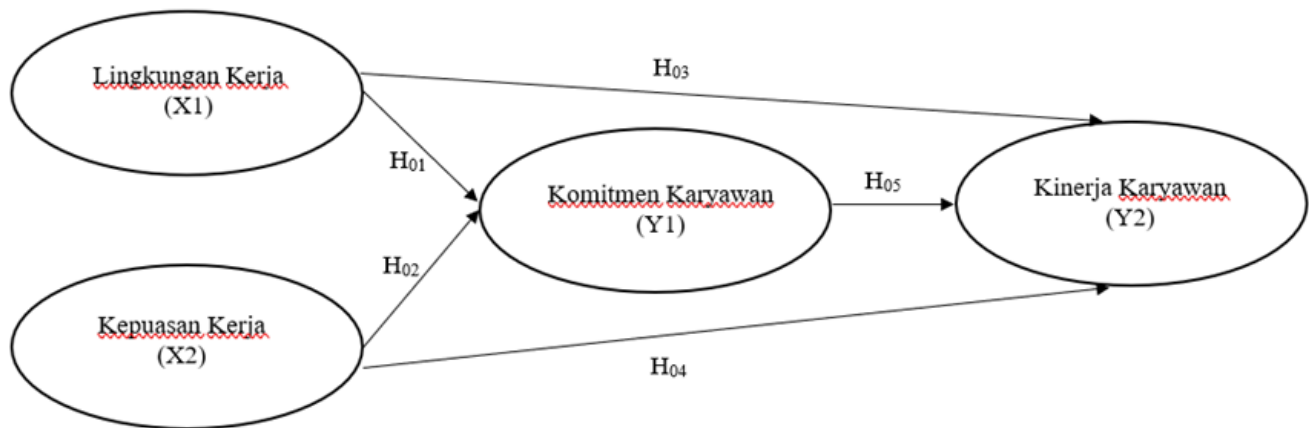 Lingkungan Kerja
(X1)
H03
H01
Komitmen Karyawan
(Y1)
H05
Kinerja Karyawan
(Y2)
H02
Kepuasan Kerja
(X2)
H04